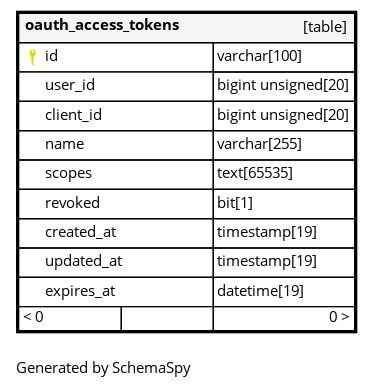 oauth_access_tokens [table]
id varchar[100]
user_id bigint unsigned[20]
client_id bigint unsigned[20]
name varchar[255]
scopes text[65535]
revoked bit[1]
created_at timestamp[19]
updated_at timestamp[19]
expires_at datetime[19]
< 0 0 >
Generated by SchemaSpy